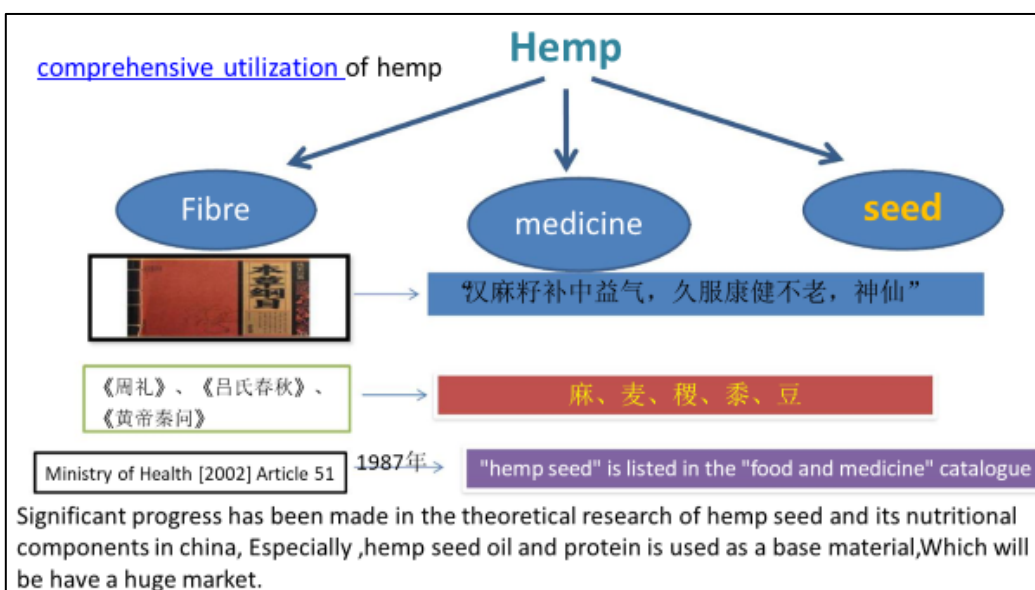 Hemp
comprehensive utilization of hemp
Fibre
medicine
seed
本草纲目
“汉麻籽补中益气，久服康健不老，神仙”
《周礼》、《吕氏春秋》、
《黄帝秦问》
麻、麦、稷、黍、豆
Ministry of Health [2002] Article 51
1987年
"hemp seed" is listed in the "food and medicine" catalogue
Significant progress has been made in the theoretical research of hemp seed and its nutritional
components in china, Especially ,hemp seed oil and protein is used as a base material,Which will
be have a huge market.